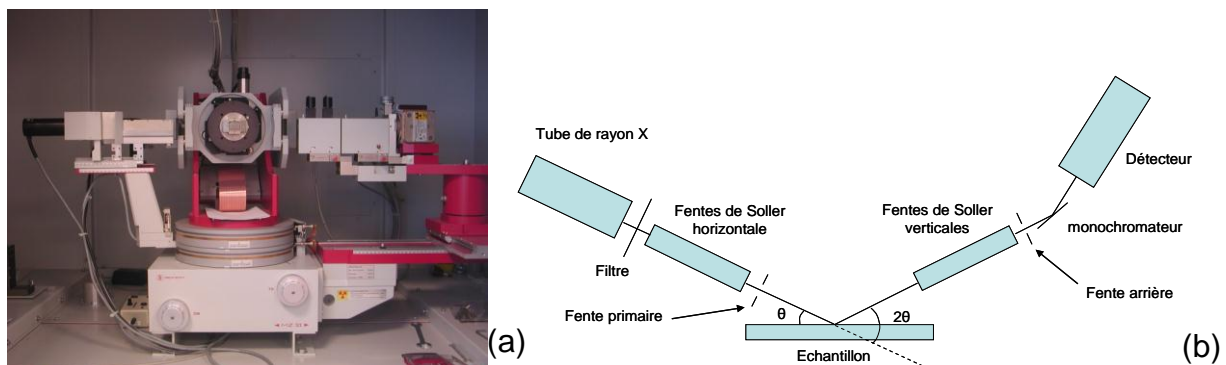 Tube de rayon X
Filtre
Fentes de Soller
horizontale
Fente primaire
θ
2θ
Echantillon
Fentes de Soller
verticales
Détecteur
monochromateur
Fente arrière
(a)
(b)